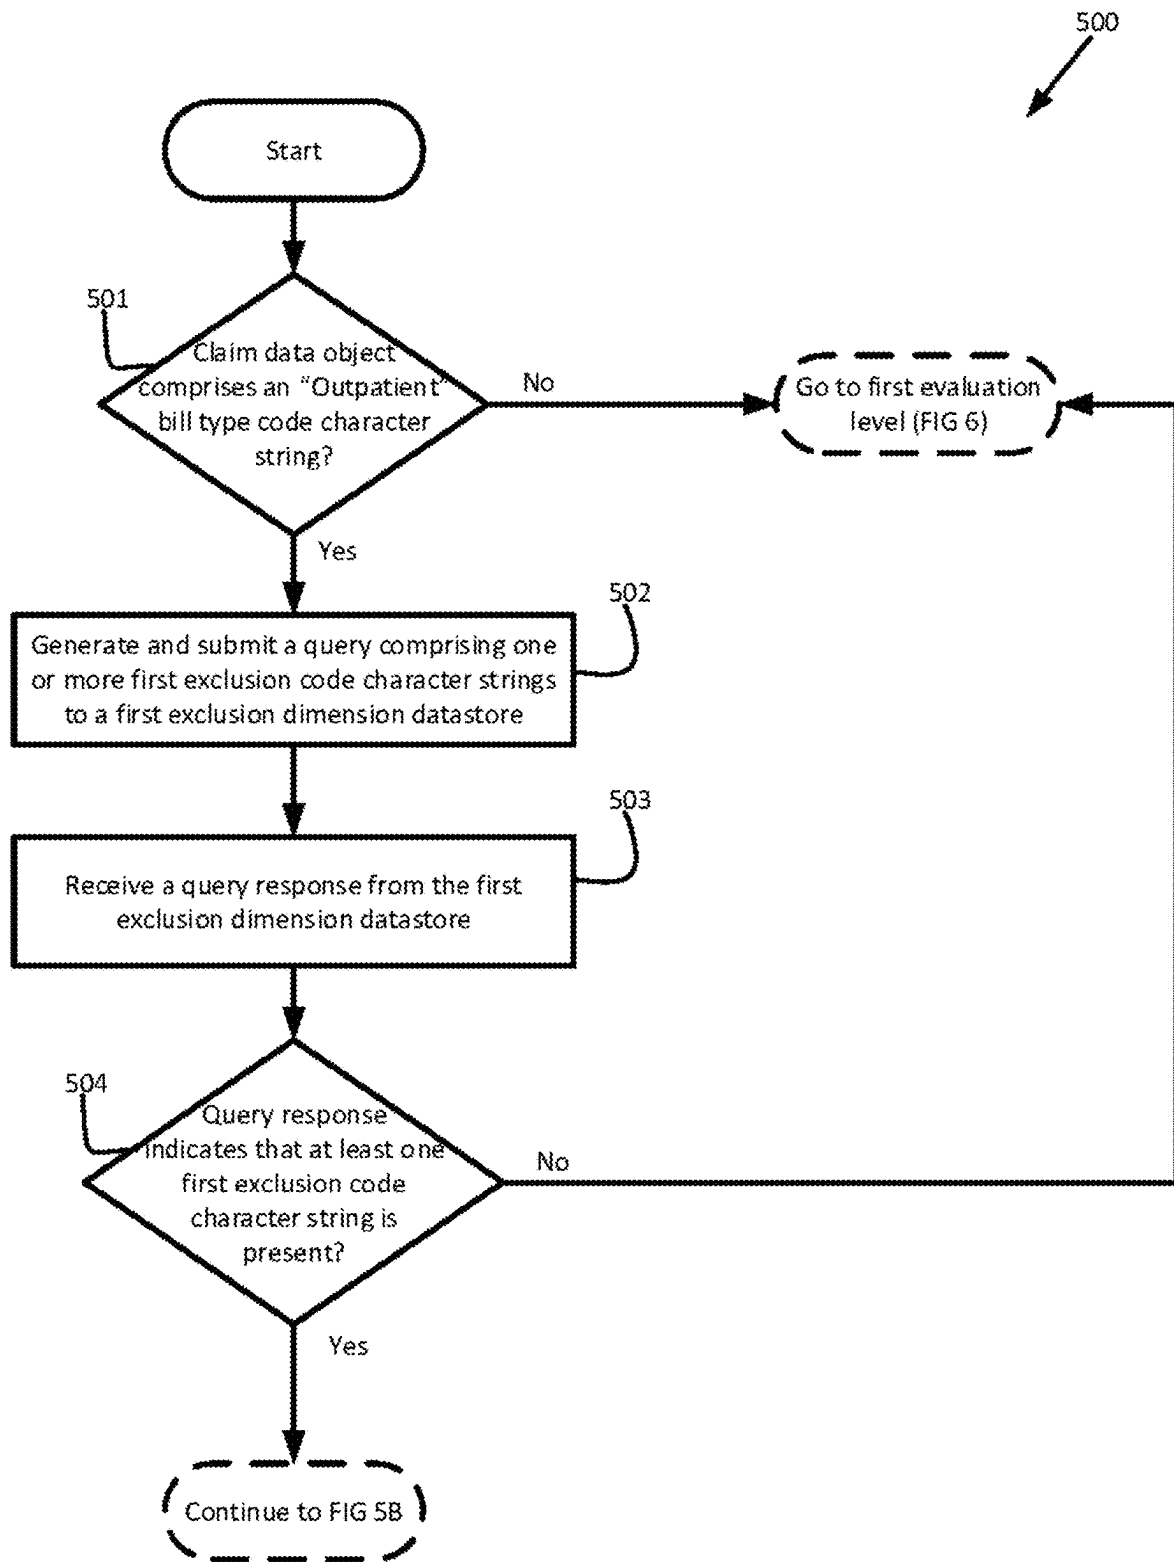 500
Start
501
Claim data object
comprises an “Outpatient”
bill type code character
string?
No
Go to first evaluation
level (FIG 6)
Yes
502
Generate and submit a query comprising one
or more first exclusion code character strings
to a first exclusion dimension datastore
503
Receive a query response from the first
exclusion dimension datastore
504
Query response
indicates that at least one
first exclusion code
character string is
present?
No
Yes
Continue to FIG 5B